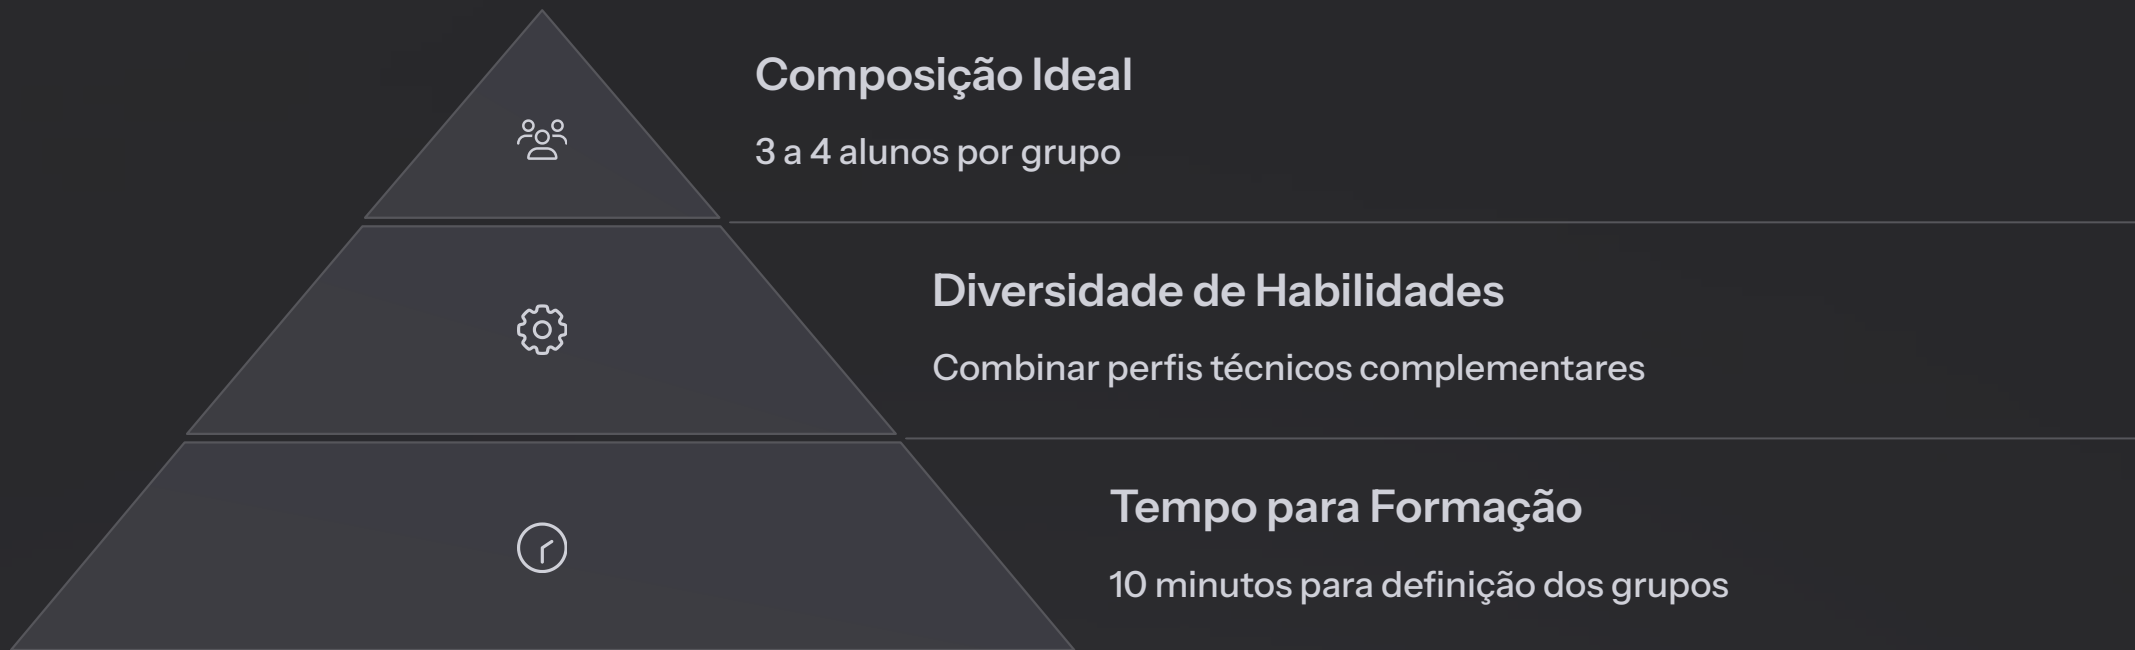 Composição Ideal
3 a 4 alunos por grupo
Diversidade de Habilidades
Combinar perfis técnicos complementares
Tempo para Formação
10 minutos para definição dos grupos